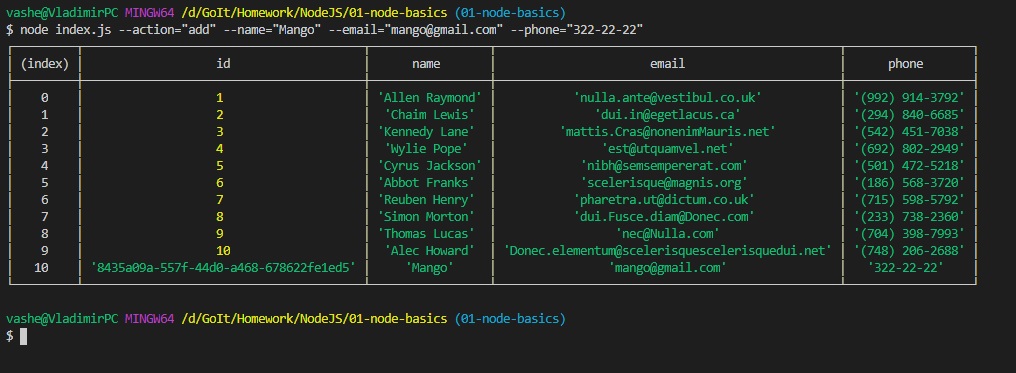 vashe@VladimirPC MINGW64 /d/GoIt/Homework/NodeJS/01-node-basics (01-node-basics)
$ node index.js --action="add" --name="Mango" --email="mango@gmail.com" --phone="322-22-22"
(index) id name email phone
0 1 'Allen Raymond' 'nulla.ante@vestibul.co.uk' '(992) 914-3792'
1 2 'Chaim Lewis' 'dui.in@egetlacus.ca' '(294) 840-6685'
2 3 'Kennedy Lane' 'mattis.Cras@nonenimMauris.net' '(542) 451-7038'
3 4 'Wylie Pope' 'est@utquamvel.net' '(692) 802-2949'
4 5 'Cyrus Jackson' 'nibh@semsempererat.com' '(501) 472-5218'
5 6 'Abbot Franks' 'scelerisque@magnis.org' '(186) 568-3720'
6 7 'Reuben Henry' 'pharetra.ut@dictum.co.uk' '(715) 598-5792'
7 8 'Simon Morton' 'dui.Fusce.diam@Donec.com' '(233) 738-2360'
8 9 'Thomas Lucas' 'nec@Nulla.com' '(704) 398-7993'
9 10 'Alec Howard' 'Donec.elementum@scelerisquescelerisquedui.net' '(748) 206-2688'
10 '8435a09a-557f-44d0-a468-678622fe1ed5' 'Mango' 'mango@gmail.com' '322-22-22'
vashe@VladimirPC MINGW64 /d/GoIt/Homework/NodeJS/01-node-basics (01-node-basics)
$